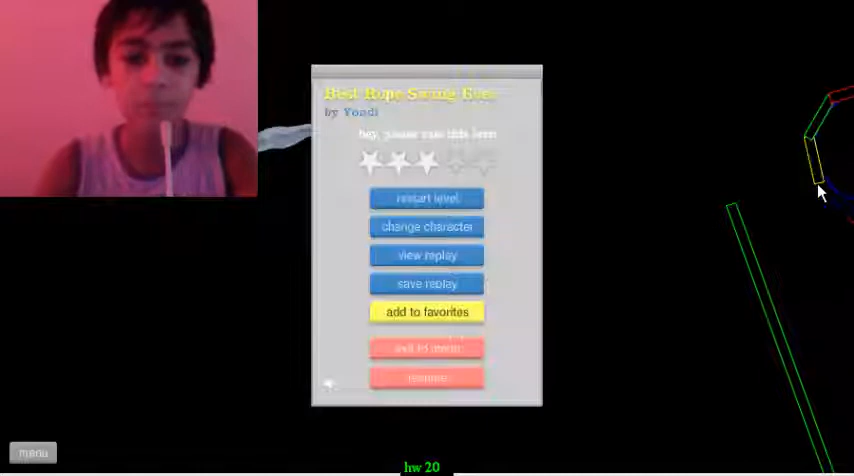 Best Rope Swing Ever
by Yondi
hey, please rate this level
restart level
change character
view replay
save replay
add to favorites
exit to menu
resume
menu
hw 20